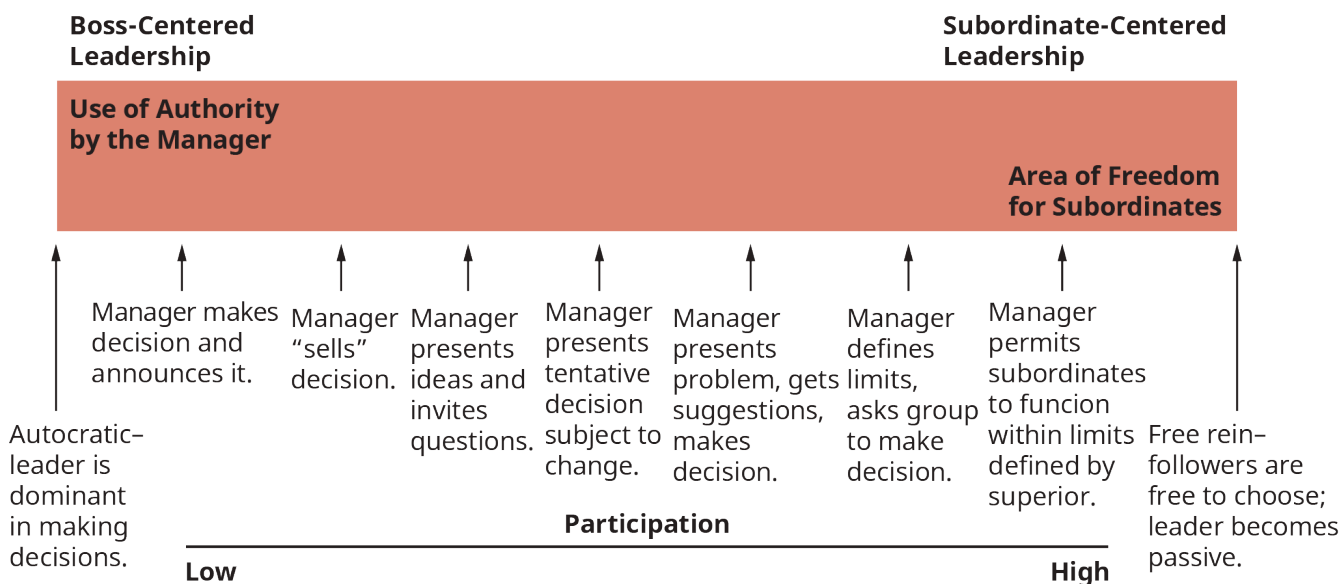 Boss-Centered
Leadership
Subordinate-Centered
Leadership
Use of Authority
by the Manager
Area of Freedom
for Subordinates
Autocratic–
leader is
dominant
in making
decisions.
Manager makes
decision and
announces it.
Manager
“sells”
decision.
Manager
presents
ideas and
invites
questions.
Manager
presents
tentative
decision
subject to
change.
Manager
presents
problem, gets
suggestions,
makes
decision.
Manager
defines
limits,
asks group
to make
decision.
Manager
permits
subordinates
to funcion
within limits
defined by
superior.
Free rein–
followers are
free to choose;
leader becomes
passive.
Participation
Low
High